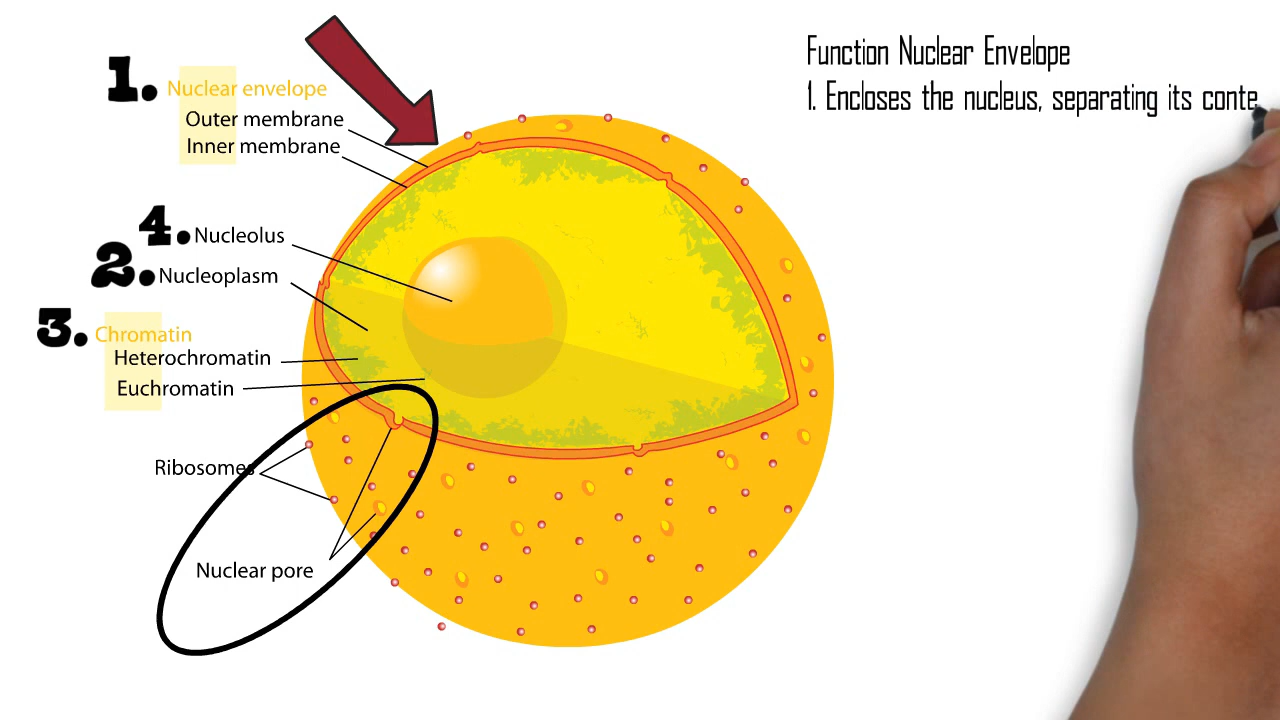 1. Nuclear envelope
Outer membrane
Inner membrane
4. Nucleolus
2. Nucleoplasm
3. Chromatin
Heterochromatin
Euchromatin
Ribosomes
Nuclear pore
Function Nuclear Envelope
1. Encloses the nucleus, separating its conte